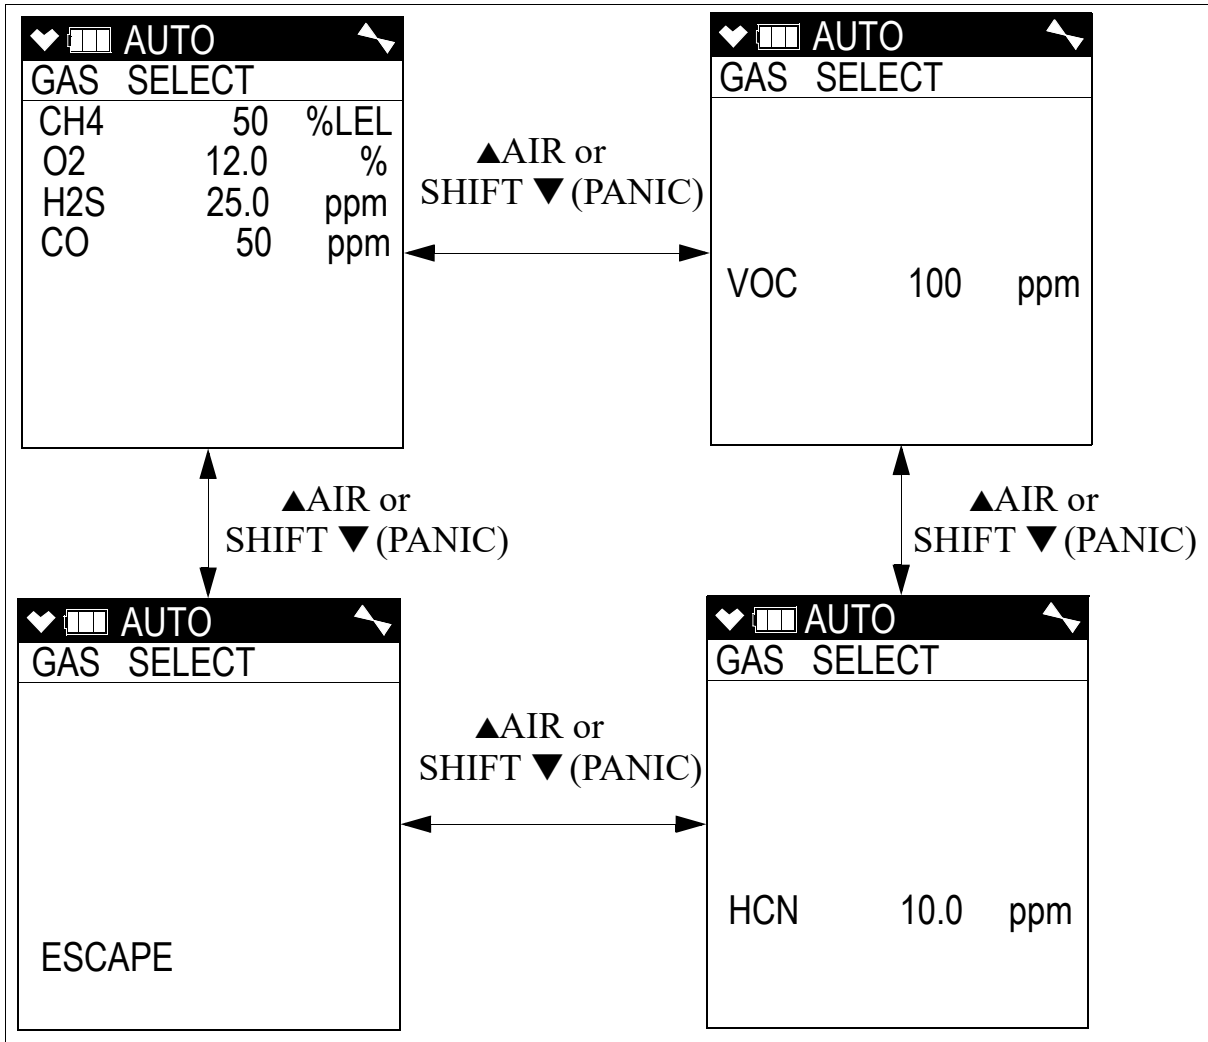 AUTO
GAS SELECT
CH4 50 %LEL
O2 12.0 %
H2S 25.0 ppm
CO 50 ppm
▲AIR or
SHIFT ▼(PANIC)
AUTO
GAS SELECT
VOC 100 ppm
▲AIR or
SHIFT ▼(PANIC)
▲AIR or
SHIFT ▼(PANIC)
AUTO
GAS SELECT
ESCAPE
▲AIR or
SHIFT ▼(PANIC)
AUTO
GAS SELECT
HCN 10.0 ppm